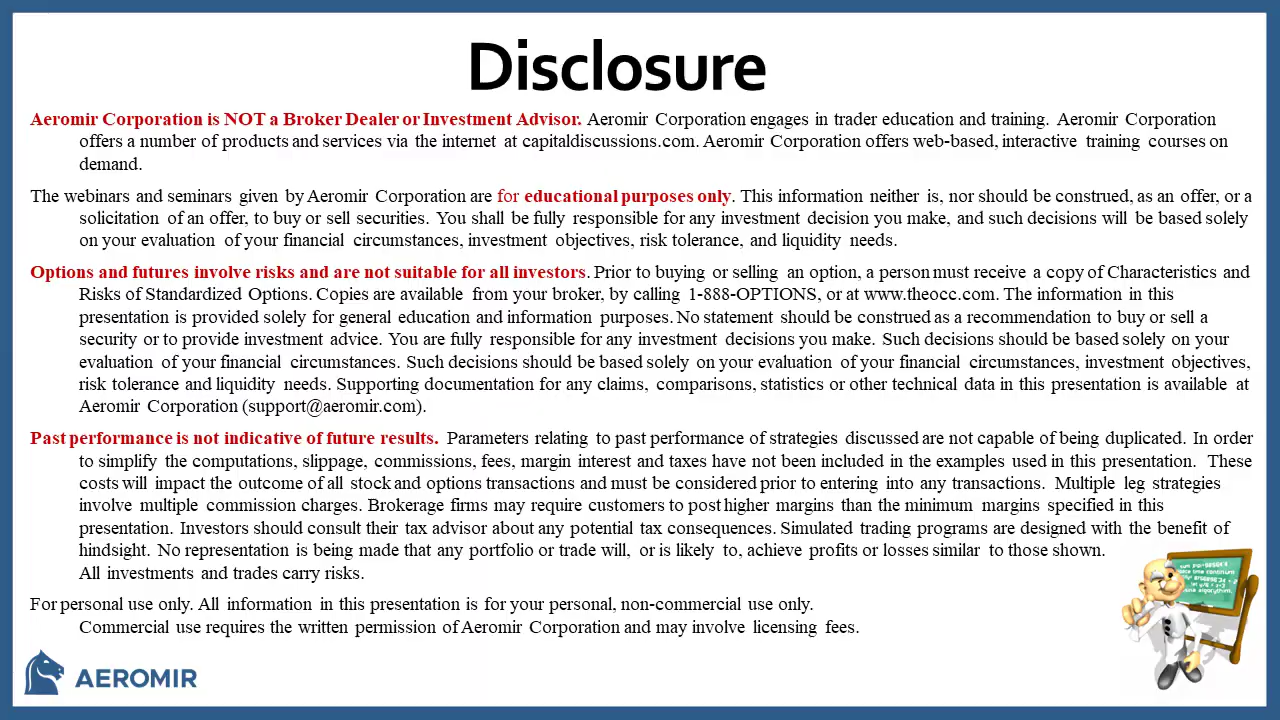 Disclosure
Aeromir Corporation is NOT a Broker Dealer or Investment Advisor. Aeromir Corporation engages in trader education and training. Aeromir Corporation
offers a number of products and services via the internet at capitaldiscussions.com. Aeromir Corporation offers web-based, interactive training courses on
demand.
The webinars and seminars given by Aeromir Corporation are for educational purposes only. This information neither is, nor should be construed, as an offer, or a
solicitation of an offer, to buy or sell securities. You shall be fully responsible for any investment decision you make, and such decisions will be based solely
on your evaluation of your financial circumstances, investment objectives, risk tolerance, and liquidity needs.
Options and futures involve risks and are not suitable for all investors. Prior to buying or selling an option, a person must receive a copy of Characteristics and
Risks of Standardized Options. Copies are available from your broker, by calling 1-888-OPTIONS, or at www.theocc.com. The information in this
presentation is provided solely for general education and information purposes. No statement should be construed as a recommendation to buy or sell a
security or to provide investment advice. You are fully responsible for any investment decisions you make. Such decisions should be based solely on your
evaluation of your financial circumstances. Such decisions should be based solely on your evaluation of your financial circumstances, investment objectives,
risk tolerance and liquidity needs. Supporting documentation for any claims, comparisons, statistics or other technical data in this presentation is available at
Aeromir Corporation (support@aeromir.com).
Past performance is not indicative of future results. Parameters relating to past performance of strategies discussed are not capable of being duplicated. In order
to simplify the computations, slippage, commissions, fees, margin interest and taxes have not been included in the examples used in this presentation. These
costs will impact the outcome of all stock and options transactions and must be considered prior to entering into any transactions. Multiple leg strategies
involve multiple commission charges. Brokerage firms may require customers to post higher margins than the minimum margins specified in this
presentation. Investors should consult their tax advisor about any potential tax consequences. Simulated trading programs are designed with the benefit of
hindsight. No representation is being made that any portfolio or trade will, or is likely to, achieve profits or losses similar to those shown.
All investments and trades carry risks.
For personal use only. All information in this presentation is for your personal, non-commercial use only.
Commercial use requires the written permission of Aeromir Corporation and may involve licensing fees.
AEROMIR